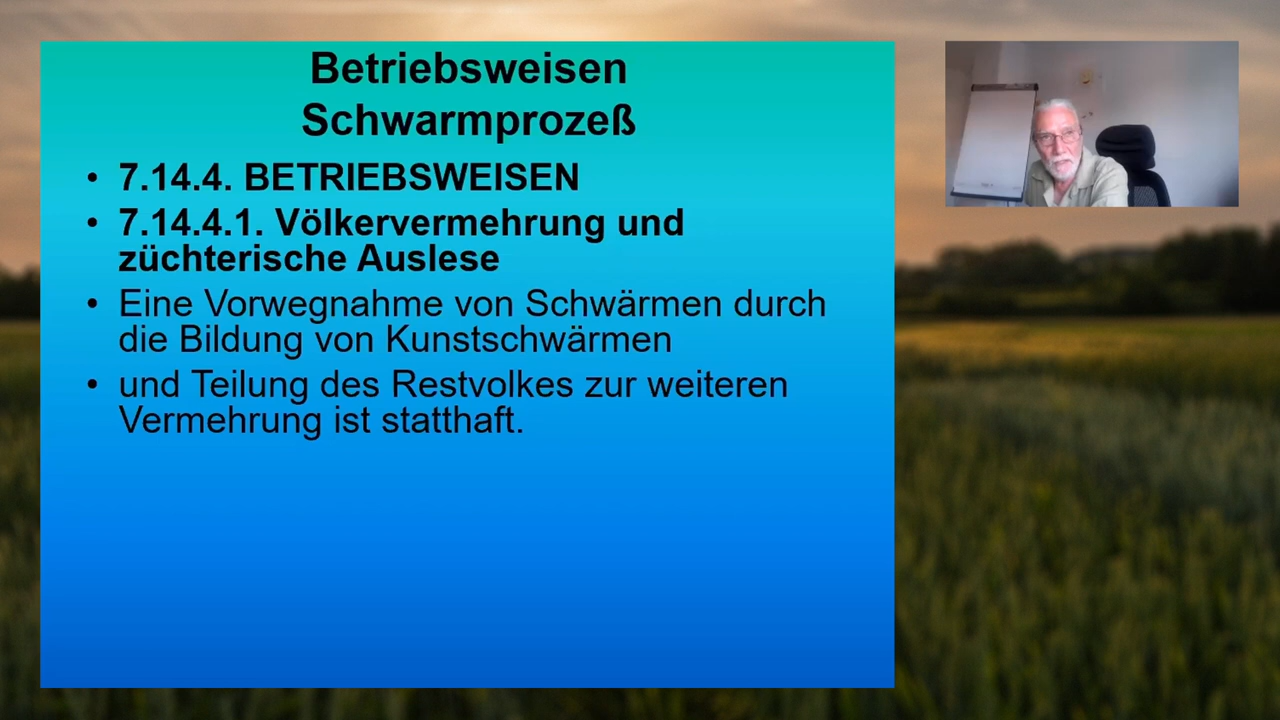 Betriebsweisen
Schwarmprozeß
• 7.14.4. BETRIEBSWEISEN
• 7.14.4.1. Völkervermehrung und
züchterische Auslese
• Eine Vorwegnahme von Schwärmen durch
die Bildung von Kunstschwärmen
• und Teilung des Restvolkes zur weiteren
Vermehrung ist statthaft.